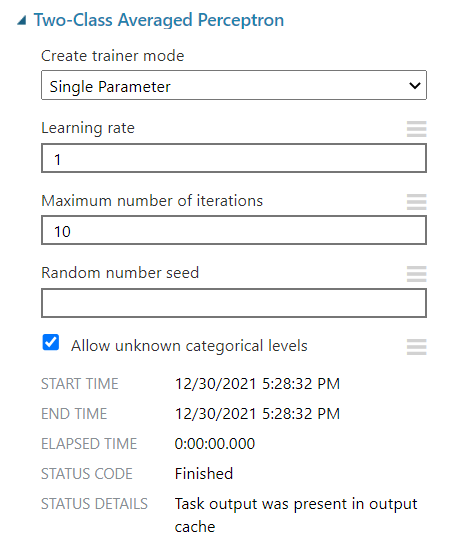 Two-Class Averaged Perceptron
Create trainer mode
Single Parameter
Learning rate
1
Maximum number of iterations
10
Random number seed
Allow unknown categorical levels
START TIME 12/30/2021 5:28:32 PM
END TIME 12/30/2021 5:28:32 PM
ELAPSED TIME 0:00:00.000
STATUS CODE Finished
STATUS DETAILS Task output was present in output
cache